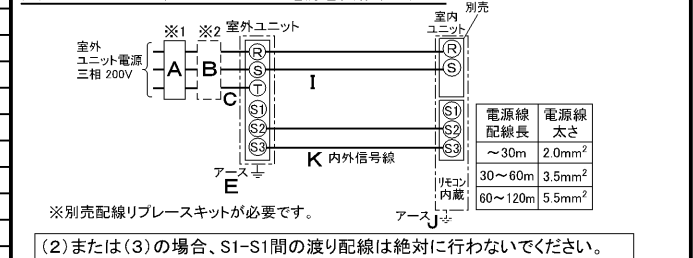 別売
※1 ※2 室外ユニット
室内
ユニット
室外
ユニット電源
三相 200V
A
B
C
R
S
T
S1
S2
S3
I
K 内外信号線
R
S
S1
S2
S3
アース
E
リモコン
内蔵
アース
J
電源線
配線長
電源線
太さ
～30m 2.0mm²
30～60m 3.5mm²
60～120m 5.5mm²
※別売配線リプレースキットが必要です。
(2)または(3)の場合、S1-S1間の渡り配線は絶対に行わないでください。